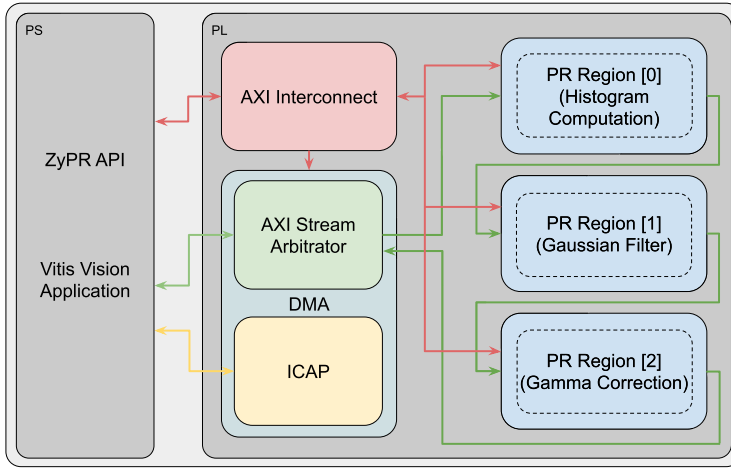 PS
ZyPR API
Vitis Vision
Application
PL
AXI Interconnect
AXI Stream
Arbitrator
DMA
ICAP
PR Region [0]
(Histogram
Computation)
PR Region [1]
(Gaussian Filter)
PR Region [2]
(Gamma Correction)